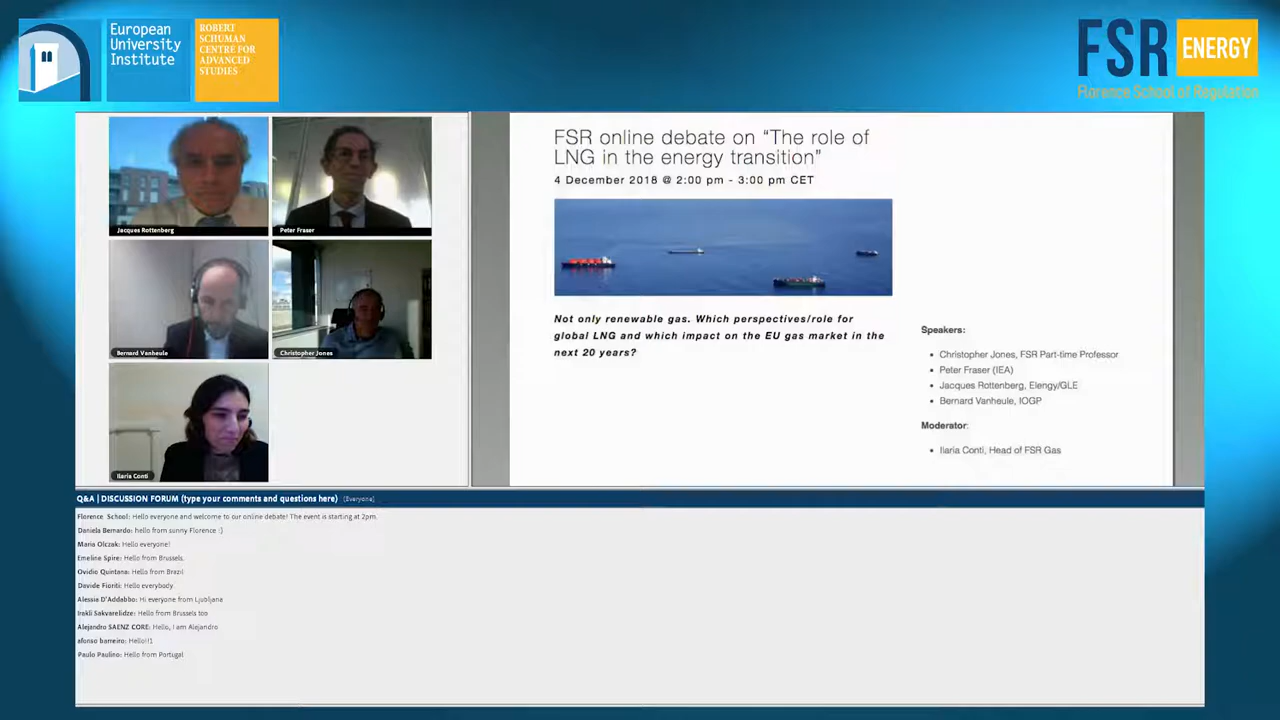 European
University
Institute
ROBERT
SCHUMAN
CENTRE FOR
ADVANCED
STUDIES
FSR ENERGY
Florence School of Regulation
Jacques Rottenberg
Peter Fraser
Bernard Vanheule
Christopher Jones
Ilaria Conti
FSR online debate on “The role of
LNG in the energy transition”
4 December 2018 @ 2:00 pm - 3:00 pm CET
Not only renewable gas. Which perspectives/role for
global LNG and which impact on the EU gas market in the
next 20 years?
Speakers:
• Christopher Jones, FSR Part-time Professor
• Peter Fraser (IEA)
• Jacques Rottenberg, Elengy/GLE
• Bernard Vanheule, IOGP
Moderator:
• Ilaria Conti, Head of FSR Gas
Q&A | DISCUSSION FORUM (type your comments and questions here) (Everyone)
Florence School: Hello everyone and welcome to our online debate! The event is starting at 2pm.
Daniela Bernardo: hello from sunny Florence :)
Maria Olczak: Hello everyone!
Emeline Spire: Hello from Brussels.
Ovidio Quintana: Hello from Brazil
Davide Fioriti: Hello everybody
Alessia D'Addabbo: Hi everyone from Ljubljana
Irakli Sakvarelidze: Hello from Brussels too
Alejandro SAENZ CORE: Hello, I am Alejandro
afonso barreiro: Hello!!1
Paulo Paulino: Hello from Portugal